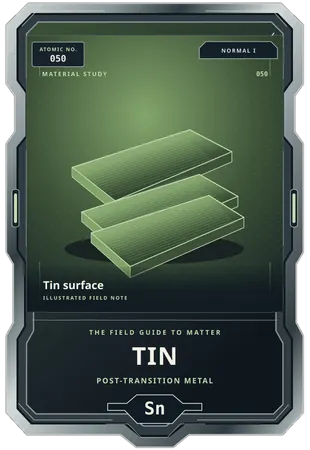 ATOMIC NO.
050
NORMAL I
MATERIAL STUDY
050
Tin surface
ILLUSTRATED FIELD NOTE
THE FIELD GUIDE TO MATTER
TIN
POST-TRANSITION METAL
Sn